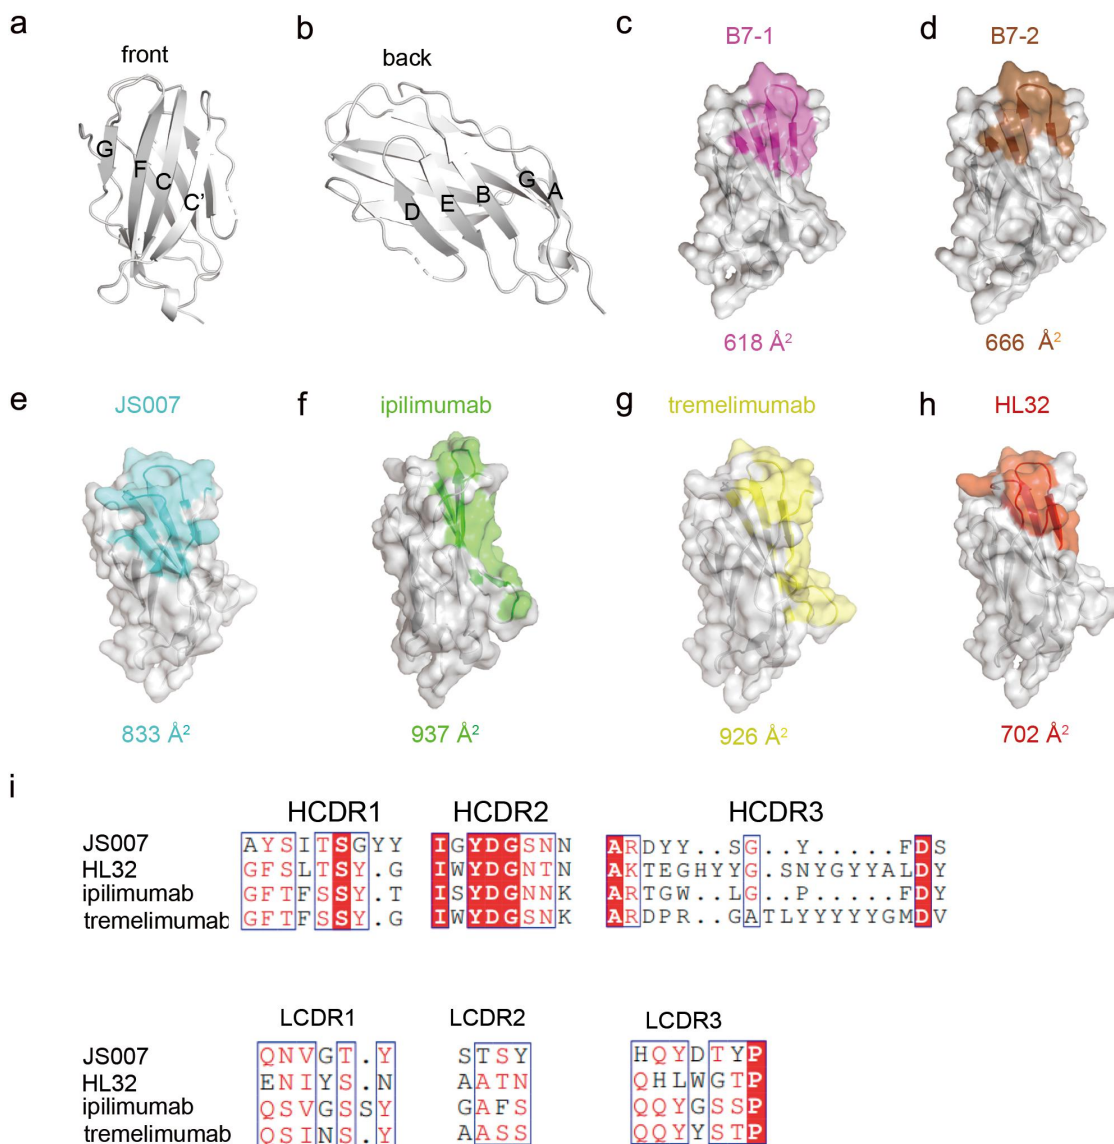 a
front
G
F
C
C'
b
back
D
E
B
G
A
c
B7-1
618 Å²
d
B7-2
666 Å²
e
JS007
833 Å²
f
ipilimumab
937 Å²
g
tremelimumab
926 Å²
h
HL32
702 Å²
i
HCDR1 HCDR2 HCDR3
JS007 AYSITSGYY IGYDGSNN ARDYY..SG..Y.....FDS
HL32 GFSLTSY.G IWYDGNTN AKTEGHYYG.SNYGYYALDY
ipilimumab GFTFSSY.T ISYDGNNK ARTGW..LG..P.....FDY
tremelimumab GFTFSSY.G IWYDGSNK ARDPR..GATLYYYYYGMDV
LCDR1 LCDR2 LCDR3
JS007 QNVGT.Y STSY HQYDTYP
HL32 ENIYS.N AATN QHLWGTP
ipilimumab QSVGSSY GAFS QQYGSSP
tremelimumab QSINS.Y AASS QQYYSTP